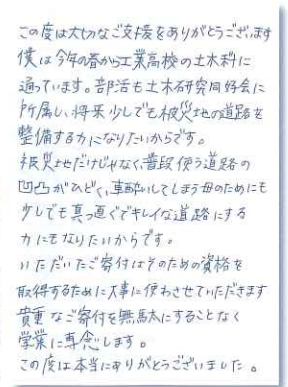 この度は大切なご支援をありがとうございます
僕は今年の春から工業高校の土木科に
通っています。部活も土木研究同好会に
所属し、将来少しでも被災地の道路を
整備する力になりたいからです。
被災地だけじゃなく、普段使う道路の
凹凸がひどく、車酔いしてしまう母のためにも
少しでも真っ直ぐでキレイな道路にする
力にもなりたいからです。
いただいたご寄付はそのための資格を
取得するために大事に使わせていただきます
貴重なご寄付を無駄にすることなく
学業に専念します。
この度は本当にありがとうございました。